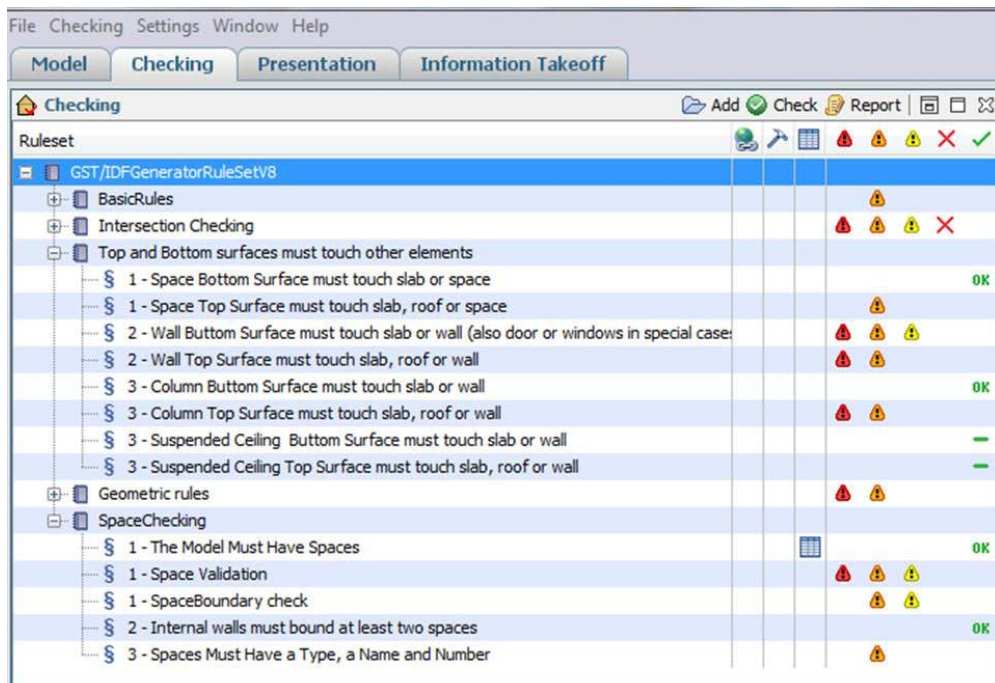 File Checking Settings Window Help
Model Checking Presentation Information Takeoff
Checking Add Check Report
Ruleset
GST/IDFGeneratorRuleSetV8
BasicRules
Intersection Checking
Top and Bottom surfaces must touch other elements
§ 1 - Space Bottom Surface must touch slab or space OK
§ 1 - Space Top Surface must touch slab, roof or space
§ 2 - Wall Buttom Surface must touch slab or wall (also door or windows in special case:
§ 2 - Wall Top Surface must touch slab, roof or wall
§ 3 - Column Buttom Surface must touch slab or wall OK
§ 3 - Column Top Surface must touch slab, roof or wall
§ 3 - Suspended Ceiling Buttom Surface must touch slab or wall
§ 3 - Suspended Ceiling Top Surface must touch slab, roof or wall
Geometric rules
SpaceChecking
§ 1 - The Model Must Have Spaces OK
§ 1 - Space Validation
§ 1 - SpaceBoundary check
§ 2 - Internal walls must bound at least two spaces OK
§ 3 - Spaces Must Have a Type, a Name and Number